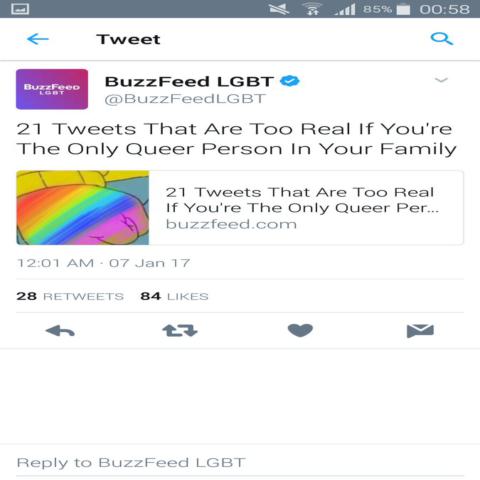 85% 00:58
Tweet
BuzzFeed
LGBT
BuzzFeed LGBT
@BuzzFeedLGBT
21 Tweets That Are Too Real If You're
The Only Queer Person In Your Family
21 Tweets That Are Too Real
If You're The Only Queer Per...
buzzfeed.com
12:01 AM · 07 Jan 17
28 RETWEETS 84 LIKES
Reply to BuzzFeed LGBT